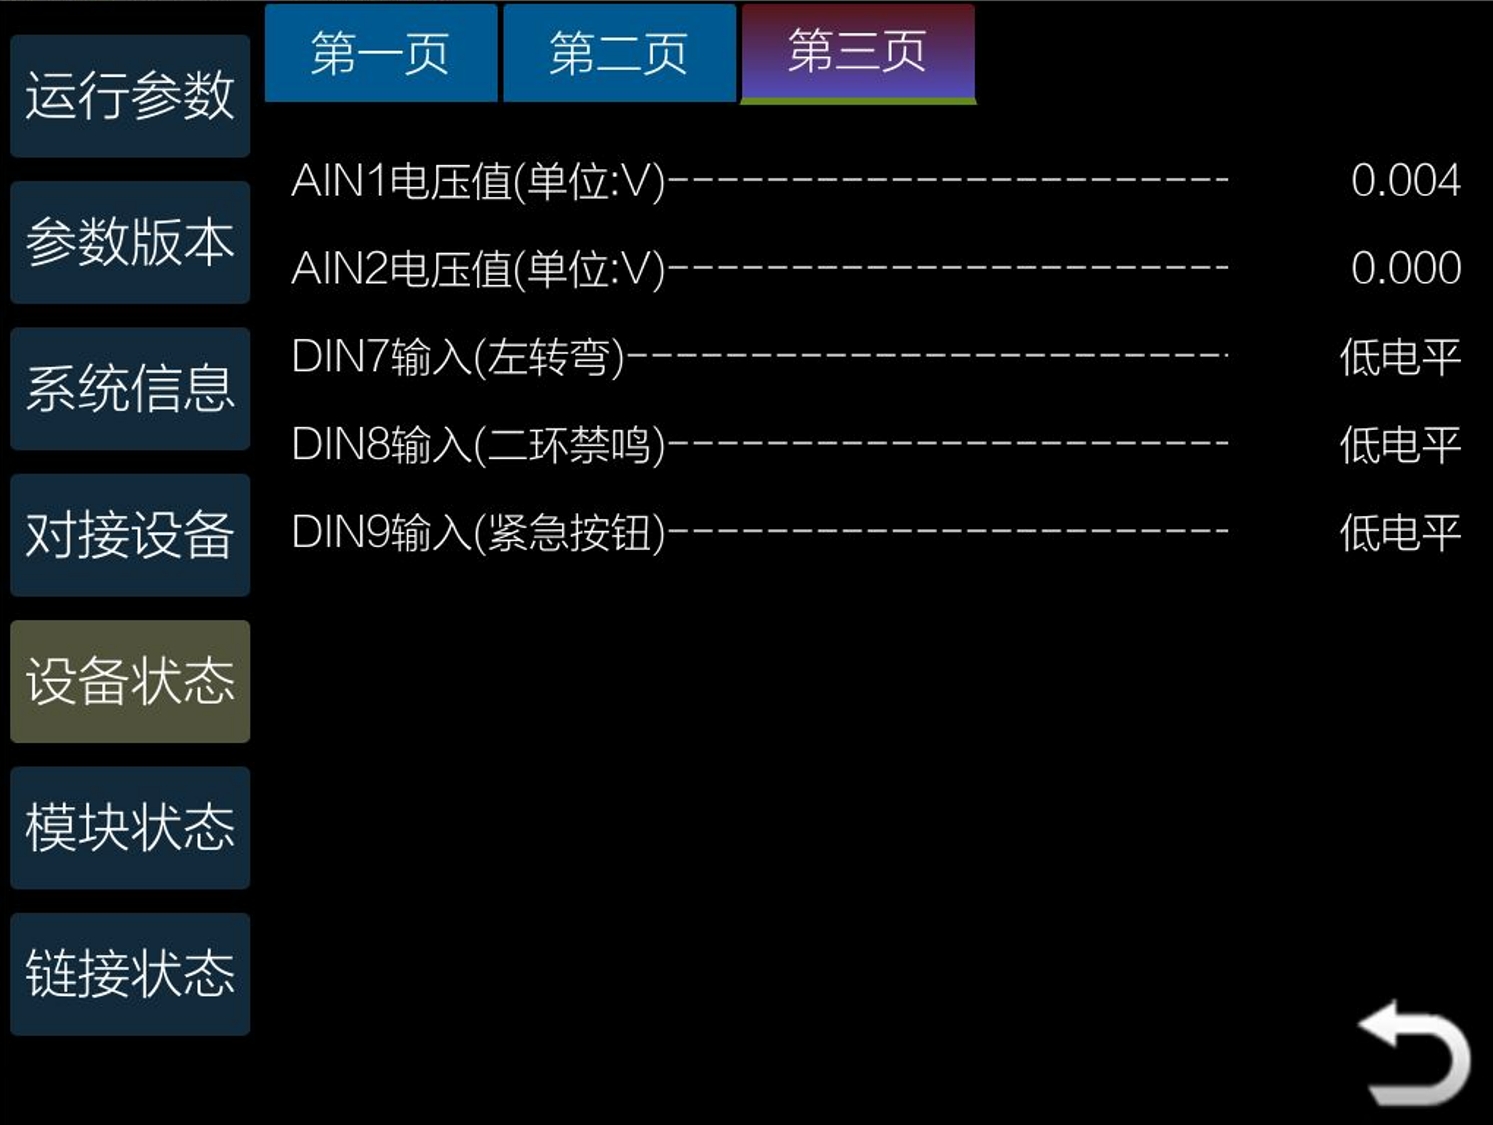 第一页 第二页 第三页
运行参数
参数版本
系统信息
对接设备
设备状态
模块状态
链接状态
AIN1电压值(单位:V)----------------------- 0.004
AIN2电压值(单位:V)----------------------- 0.000
DIN7输入(左转弯)------------------------- 低电平
DIN8输入(二环禁鸣)----------------------- 低电平
DIN9输入(紧急按钮)----------------------- 低电平